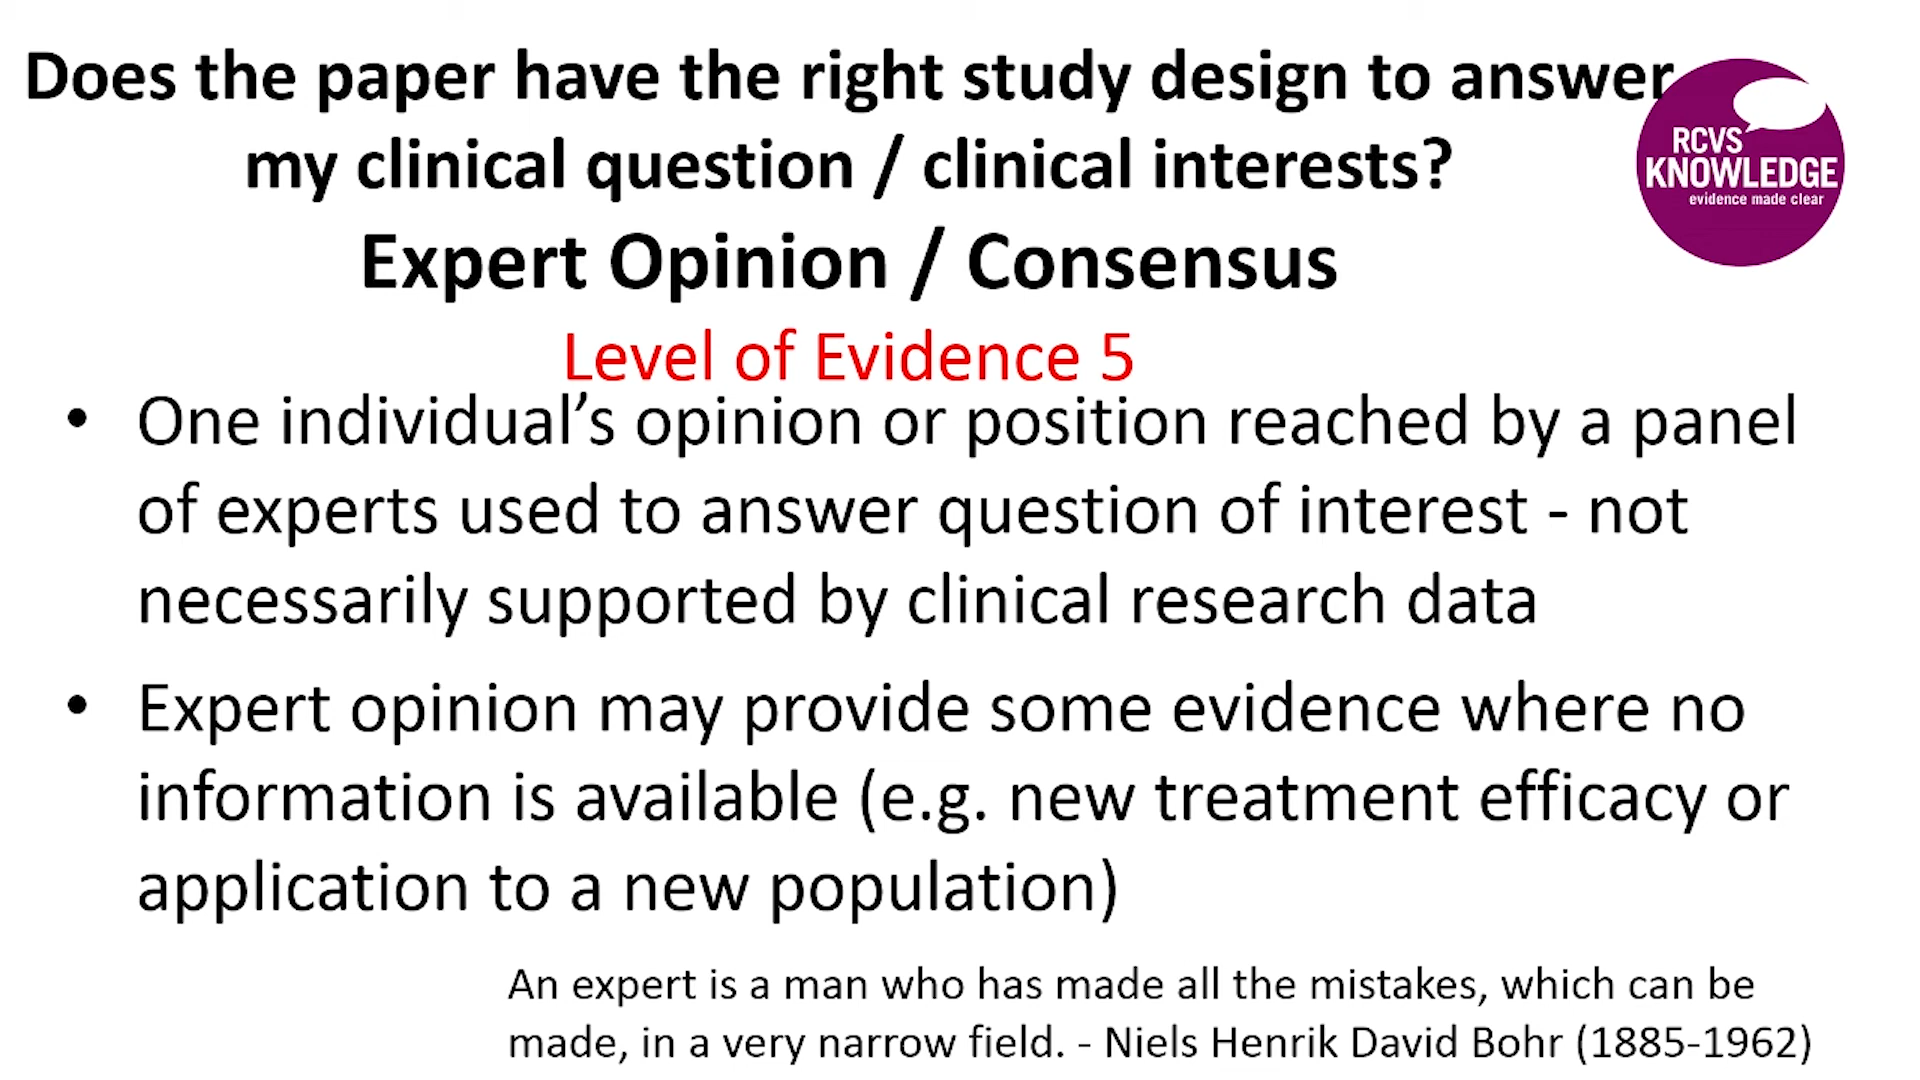 Does the paper have the right study design to answer
my clinical question / clinical interests?
Expert Opinion / Consensus
Level of Evidence 5
RCVS
KNOWLEDGE
evidence made clear
• One individual’s opinion or position reached by a panel
of experts used to answer question of interest - not
necessarily supported by clinical research data
• Expert opinion may provide some evidence where no
information is available (e.g. new treatment efficacy or
application to a new population)
An expert is a man who has made all the mistakes, which can be
made, in a very narrow field. - Niels Henrik David Bohr (1885-1962)